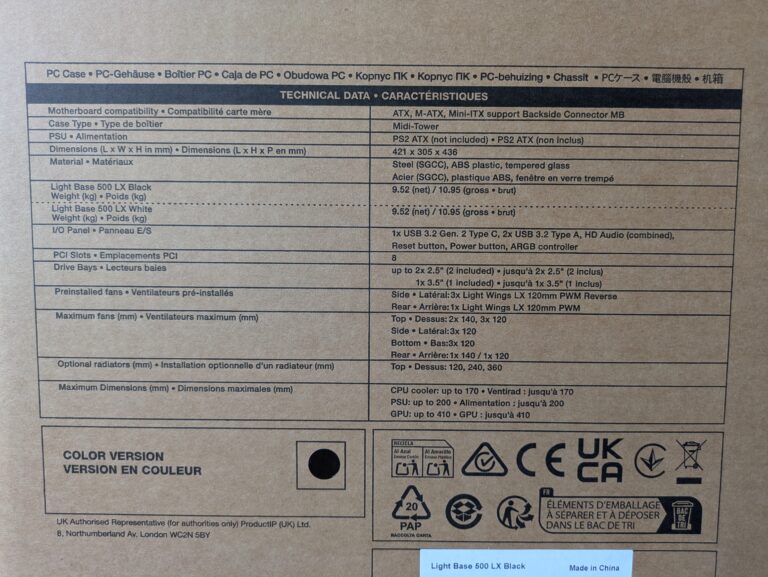 PC Case • PC-Gehäuse • Boîtier PC • Caja de PC • Obudowa PC • Корпус ПК • Корпус ПК • PC-behuizing • Chassit • PCケース • 電腦機殼 • 机箱
TECHNICAL DATA • CARACTÉRISTIQUES
Motherboard compatibility • Compatibilité carte mère
ATX, M-ATX, Mini-ITX support Backside Connector MB
Case Type • Type de boîtier
Midi-Tower
PSU • Alimentation
PS2 ATX (not included) • PS2 ATX (non inclus)
Dimensions (L x W x H in mm) • Dimensions (L x H x P en mm)
421 x 305 x 436
Material • Matériaux
Steel (SGCC), ABS plastic, tempered glass
Acier (SGCC), plastique ABS, fenêtre en verre trempé
Light Base 500 LX Black
Weight (kg) • Poids (kg)
9.52 (net) / 10.95 (gross • brut)
Light Base 500 LX White
Weight (kg) • Poids (kg)
9.52 (net) / 10.95 (gross • brut)
I/O Panel • Panneau E/S
1x USB 3.2 Gen. 2 Type C, 2x USB 3.2 Type A, HD Audio (combined),
Reset button, Power button, ARGB controller
PCI Slots • Emplacements PCI
8
Drive Bays • Lecteurs baies
up to 2x 2.5" (2 included) • jusqu'à 2x 2.5" (2 inclus)
1x 3.5" (1 included) • jusqu'à 1x 3.5" (1 inclus)
Preinstalled fans • Ventilateurs pré-installés
Side • Latéral: 3x Light Wings LX 120mm PWM Reverse
Rear • Arrière: 1x Light Wings LX 120mm PWM
Maximum fans (mm) • Ventilateurs maximum (mm)
Top • Dessus: 2x 140, 3x 120
Side • Latéral: 3x 120
Bottom • Bas: 3x 120
Rear • Arrière: 1x 140 / 1x 120
Optional radiators (mm) • Installation optionnelle d'un radiateur (mm)
Top • Dessus: 120, 240, 360
Maximum Dimensions (mm) • Dimensions maximales (mm)
CPU cooler: up to 170 • Ventirad : jusqu'à 170
PSU: up to 200 • Alimentation : jusqu'à 200
GPU: up to 410 • GPU : jusqu'à 410
COLOR VERSION
VERSION EN COULEUR
UK Authorised Representative (for authorities only) ProductIP (UK) Ltd.
8, Northumberland Av. London WC2N 5BY
RECICLA
Al Azul
Al Amarillo
CE
UK
CA
20
PAP
RACCOLTA CARTA
FR
ÉLÉMENTS D'EMBALLAGE
À SÉPARER ET À DÉPOSER
DANS LE BAC DE TRI
BAC
DE
TRI
Light Base 500 LX Black
Made in China